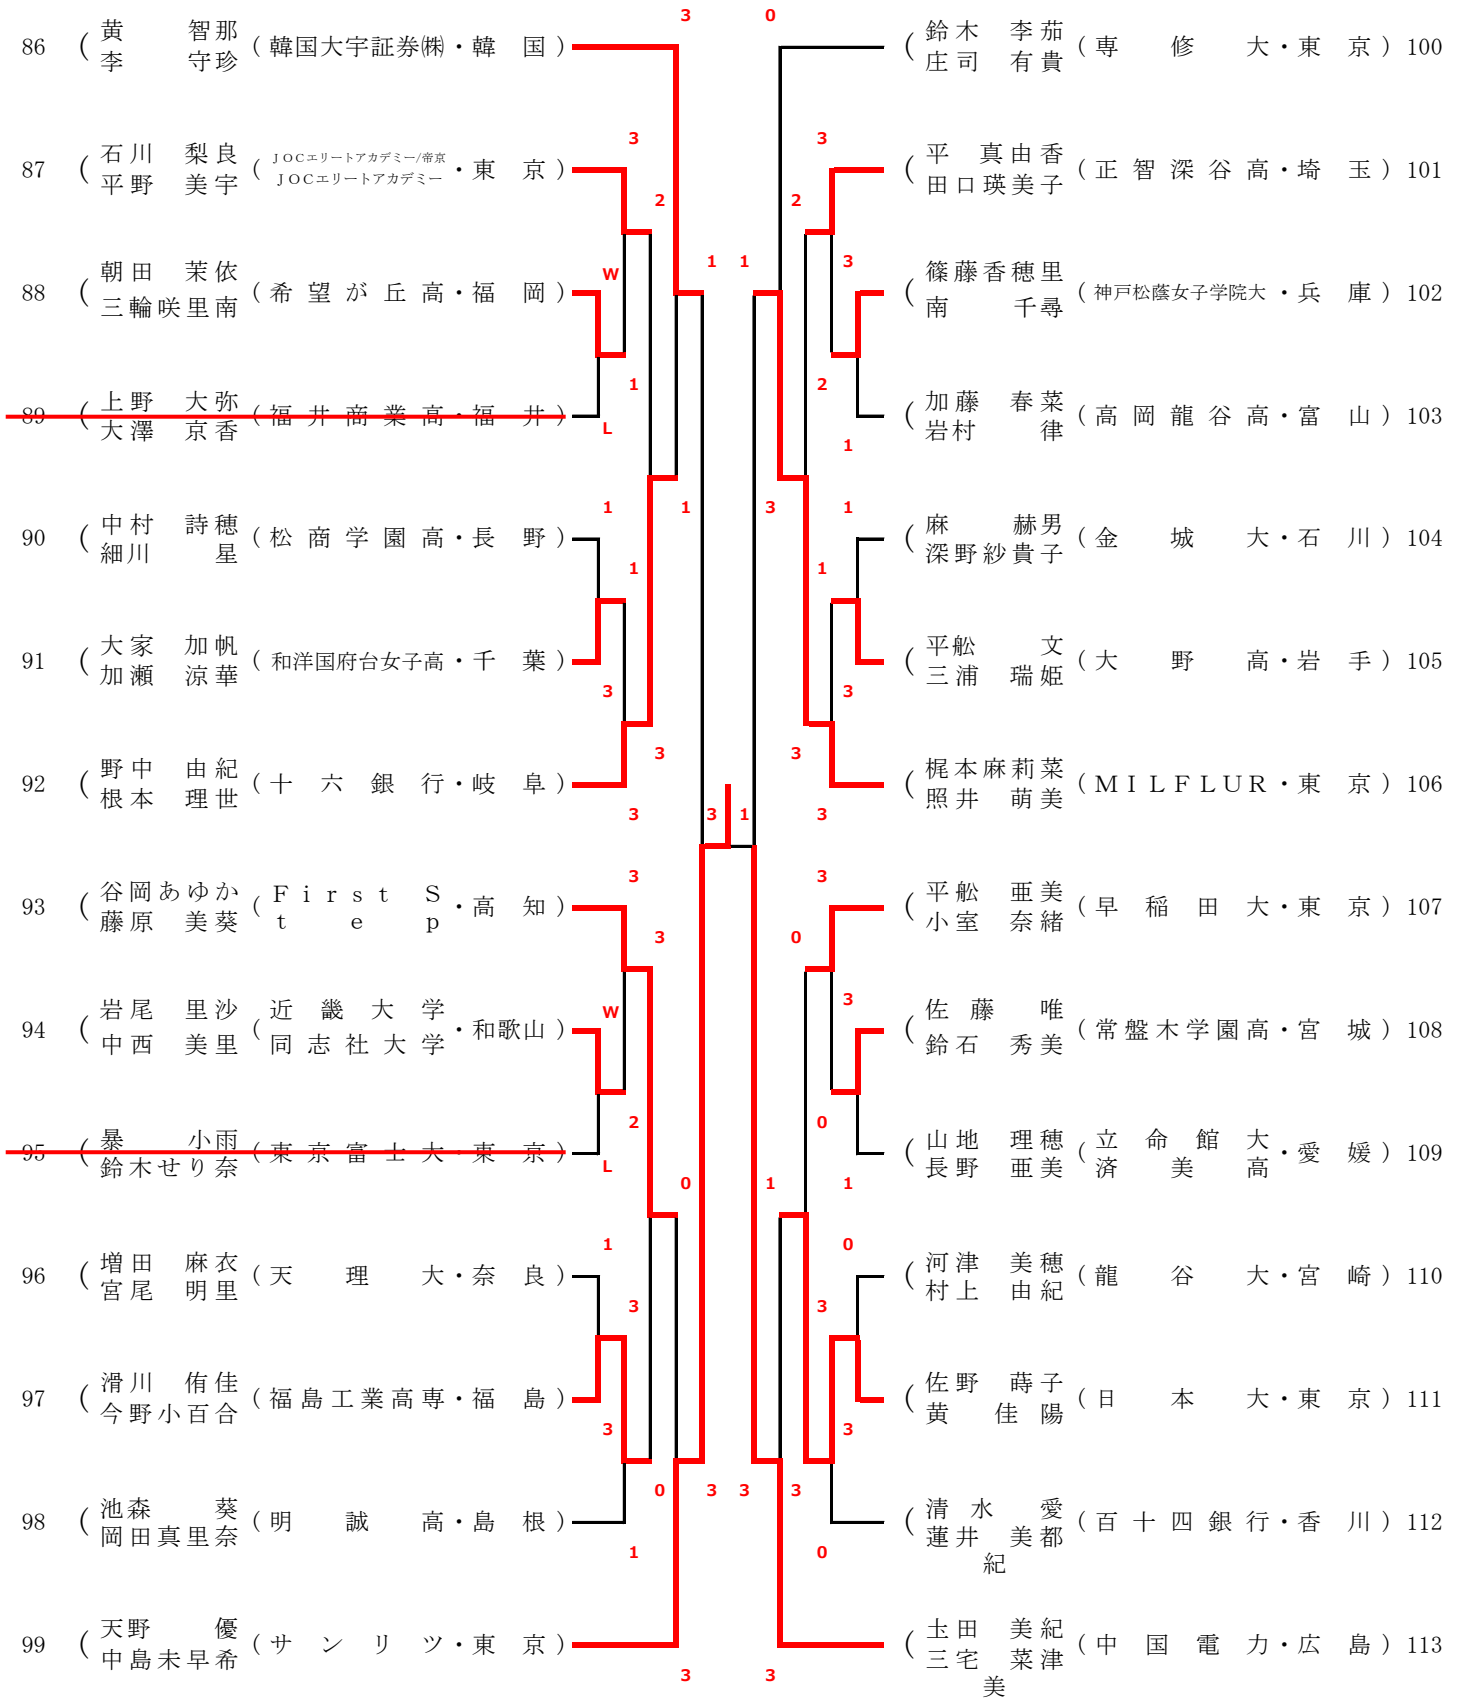 3 0
86 ( 黄 智那 李 守珍 ( 韓国大宇証券㈱・韓 国 )
( 鈴木 李茄 庄司 有貴 ( 専 修 大・東 京 ) 100
3 3
87 ( 石川 梨良 平野 美宇 ( JOCエリートアカデミー/帝京 JOCエリートアカデミー ・東 京 )
( 平 真由香 田口瑛美子 ( 正智深谷高・埼 玉 ) 101
2 2
W 1 1 3
88 ( 朝田 茉依 三輪咲里南 ( 希望が丘高・福 岡 )
( 篠藤香穂里 南 千尋 ( 神戸松蔭女子学院大・兵 庫 ) 102
1 2
89 ( 上野 大弥 大澤 京香 ( 福井商業高・福 井 )
( 加藤 春菜 岩村 律 ( 高岡龍谷高・富 山 ) 103
L 1
1 1 3 1
90 ( 中村 詩穂 細川 星 ( 松商学園高・長 野 )
( 麻 赫男 深野紗貴子 ( 金 城 大・石 川 ) 104
1 1
91 ( 大家 加帆 加瀬 涼華 ( 和洋国府台女子高・千 葉 )
( 平舩 文 三浦 瑞姫 ( 大 野 高・岩 手 ) 105
3 3
3 3
92 ( 野中 由紀 根本 理世 ( 十六銀行・岐 阜 )
( 梶本麻莉菜 照井 萌美 ( MILFLUR・東 京 ) 106
3 3 1 3
3 3
93 ( 谷岡あゆか 藤原 美葵 ( First S t e p ・高 知 )
( 平舩 亜美 小室 奈緒 ( 早稲田大・東 京 ) 107
3 0
W 3
94 ( 岩尾 里沙 中西 美里 ( 近畿大学 同志社大学 ・和歌山 )
( 佐藤 唯 鈴石 秀美 ( 常盤木学園高・宮 城 ) 108
2 0
95 ( 暴 小雨 鈴木せり奈 ( 東京富士大・東 京 )
( 山地 理穂 長野 亜美 ( 立命館大 済美高 ・愛 媛 ) 109
L 0 1 1
1 0
96 ( 増田 麻衣 宮尾 明里 ( 天 理 大・奈 良 )
( 河津 美穂 村上 由紀 ( 龍 谷 大・宮 崎 ) 110
3 3
97 ( 滑川 侑佳 今野小百合 ( 福島工業高専・福 島 )
( 佐野 蒔子 黄 佳陽 ( 日 本 大・東 京 ) 111
3 3
0 3 3 3
98 ( 池森 葵 岡田真里奈 ( 明 誠 高・島 根 )
( 清水 愛 蓮井 美都紀 ( 百十四銀行・香 川 ) 112
1 0
99 ( 天野 優 中島未早希 ( サンリツ・東 京 )
( 土田 美紀 三宅 菜津美 ( 中国電力・広 島 ) 113
3 3